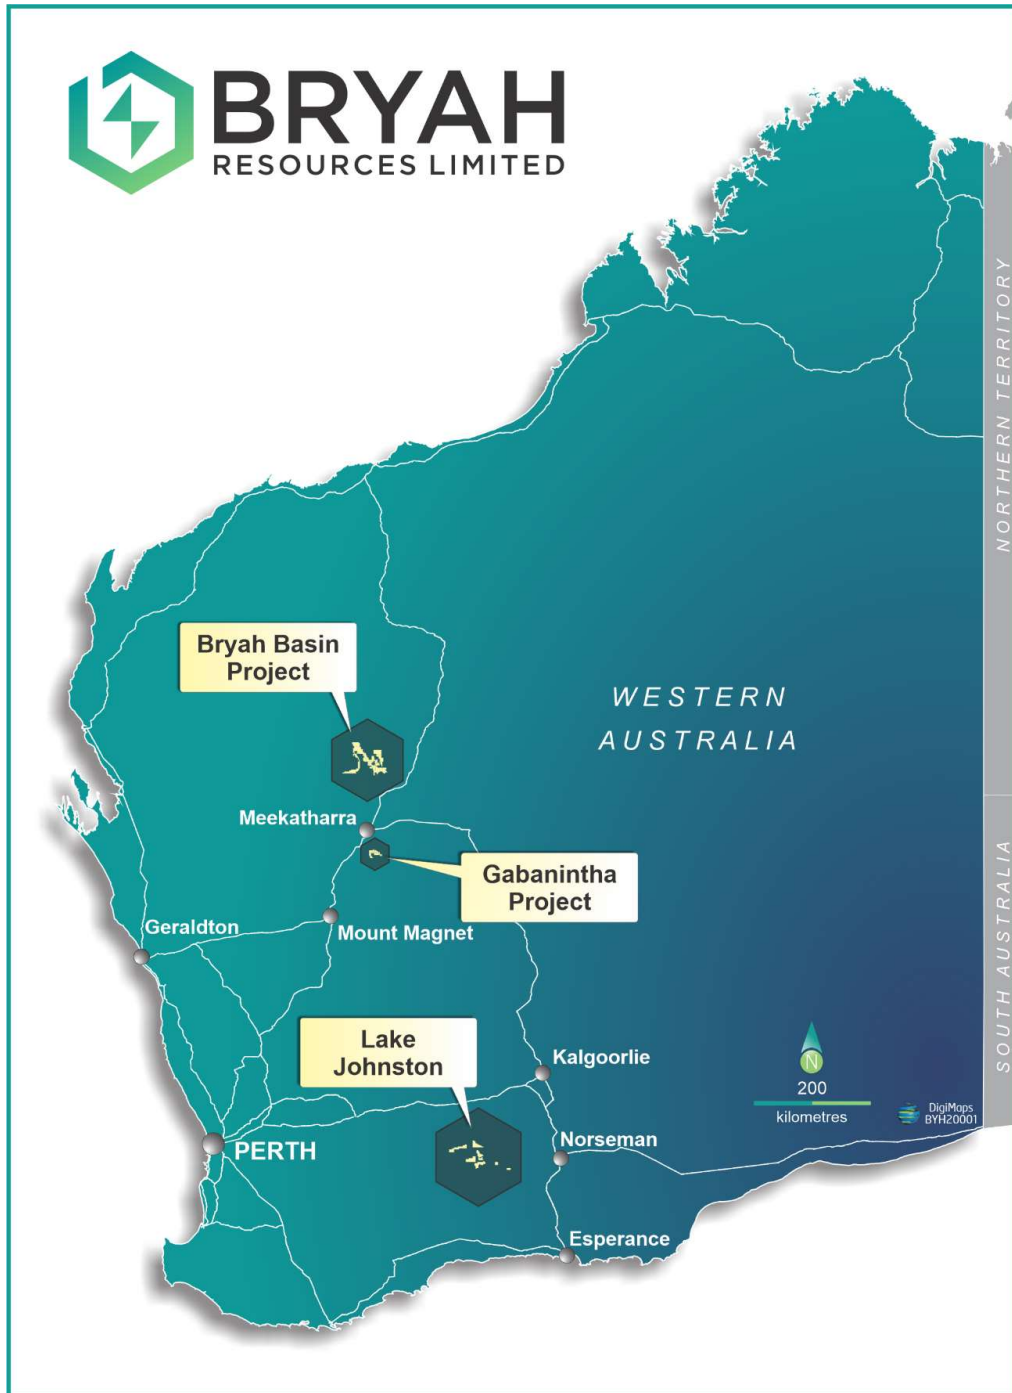 BRYAH
RESOURCES LIMITED
NORTHERN TERRITORY
Bryah Basin
Project
WESTERN
AUSTRALIA
Meekatharra
Gabanintha
Project
Geraldton
Mount Magnet
SOUTH AUSTRALIA
Lake
Johnston
Kalgoorlie
N
200
kilometres
DigiMaps
BYH20001
Norseman
PERTH
Esperance